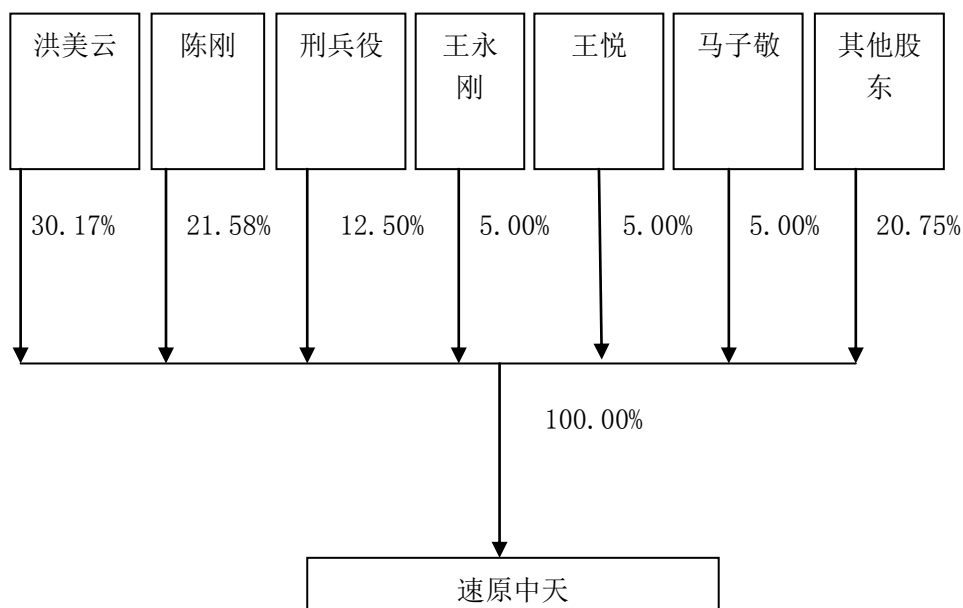 洪美云
陈刚
刑兵役
王永
刚
王悦
马子敬
其他股
东
30.17%
21.58%
12.50%
5.00%
5.00%
5.00%
20.75%
100.00%
速原中天